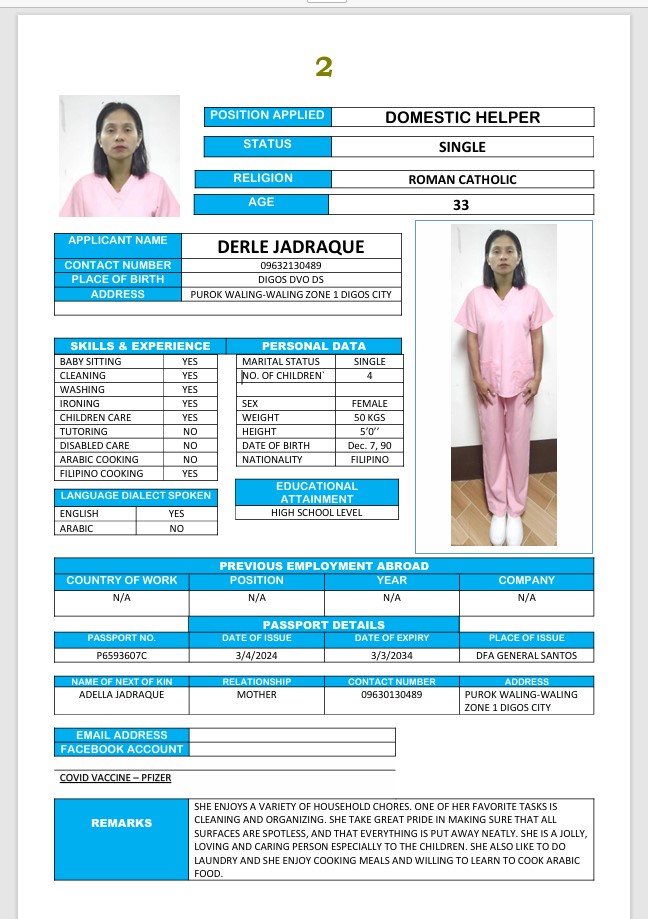 2
POSITION APPLIED DOMESTIC HELPER
STATUS SINGLE
RELIGION ROMAN CATHOLIC
AGE 33
APPLICANT NAME DERLE JADRAQUE
CONTACT NUMBER 09632130489
PLACE OF BIRTH DIGOS DVO DS
ADDRESS PUROK WALING-WALING ZONE 1 DIGOS CITY
SKILLS & EXPERIENCE
BABY SITTING YES
CLEANING YES
WASHING YES
IRONING YES
CHILDREN CARE YES
TUTORING NO
DISABLED CARE NO
ARABIC COOKING NO
FILIPINO COOKING YES
LANGUAGE DIALECT SPOKEN
ENGLISH YES
ARABIC NO
PERSONAL DATA
MARITAL STATUS SINGLE
NO. OF CHILDREN` 4
SEX FEMALE
WEIGHT 50 KGS
HEIGHT 5'0''
DATE OF BIRTH Dec. 7, 90
NATIONALITY FILIPINO
EDUCATIONAL
ATTAINMENT
HIGH SCHOOL LEVEL
PREVIOUS EMPLOYMENT ABROAD
COUNTRY OF WORK POSITION YEAR COMPANY
N/A N/A N/A N/A
PASSPORT DETAILS
PASSPORT NO. DATE OF ISSUE DATE OF EXPIRY PLACE OF ISSUE
P6593607C 3/4/2024 3/3/2034 DFA GENERAL SANTOS
NAME OF NEXT OF KIN RELATIONSHIP CONTACT NUMBER ADDRESS
ADELLA JADRAQUE MOTHER 09630130489 PUROK WALING-WALING
ZONE 1 DIGOS CITY
EMAIL ADDRESS
FACEBOOK ACCOUNT
COVID VACCINE – PFIZER
REMARKS
SHE ENJOYS A VARIETY OF HOUSEHOLD CHORES. ONE OF HER FAVORITE TASKS IS
CLEANING AND ORGANIZING. SHE TAKE GREAT PRIDE IN MAKING SURE THAT ALL
SURFACES ARE SPOTLESS, AND THAT EVERYTHING IS PUT AWAY NEATLY. SHE IS A JOLLY,
LOVING AND CARING PERSON ESPECIALLY TO THE CHILDREN. SHE ALSO LIKE TO DO
LAUNDRY AND SHE ENJOY COOKING MEALS AND WILLING TO LEARN TO COOK ARABIC
FOOD.